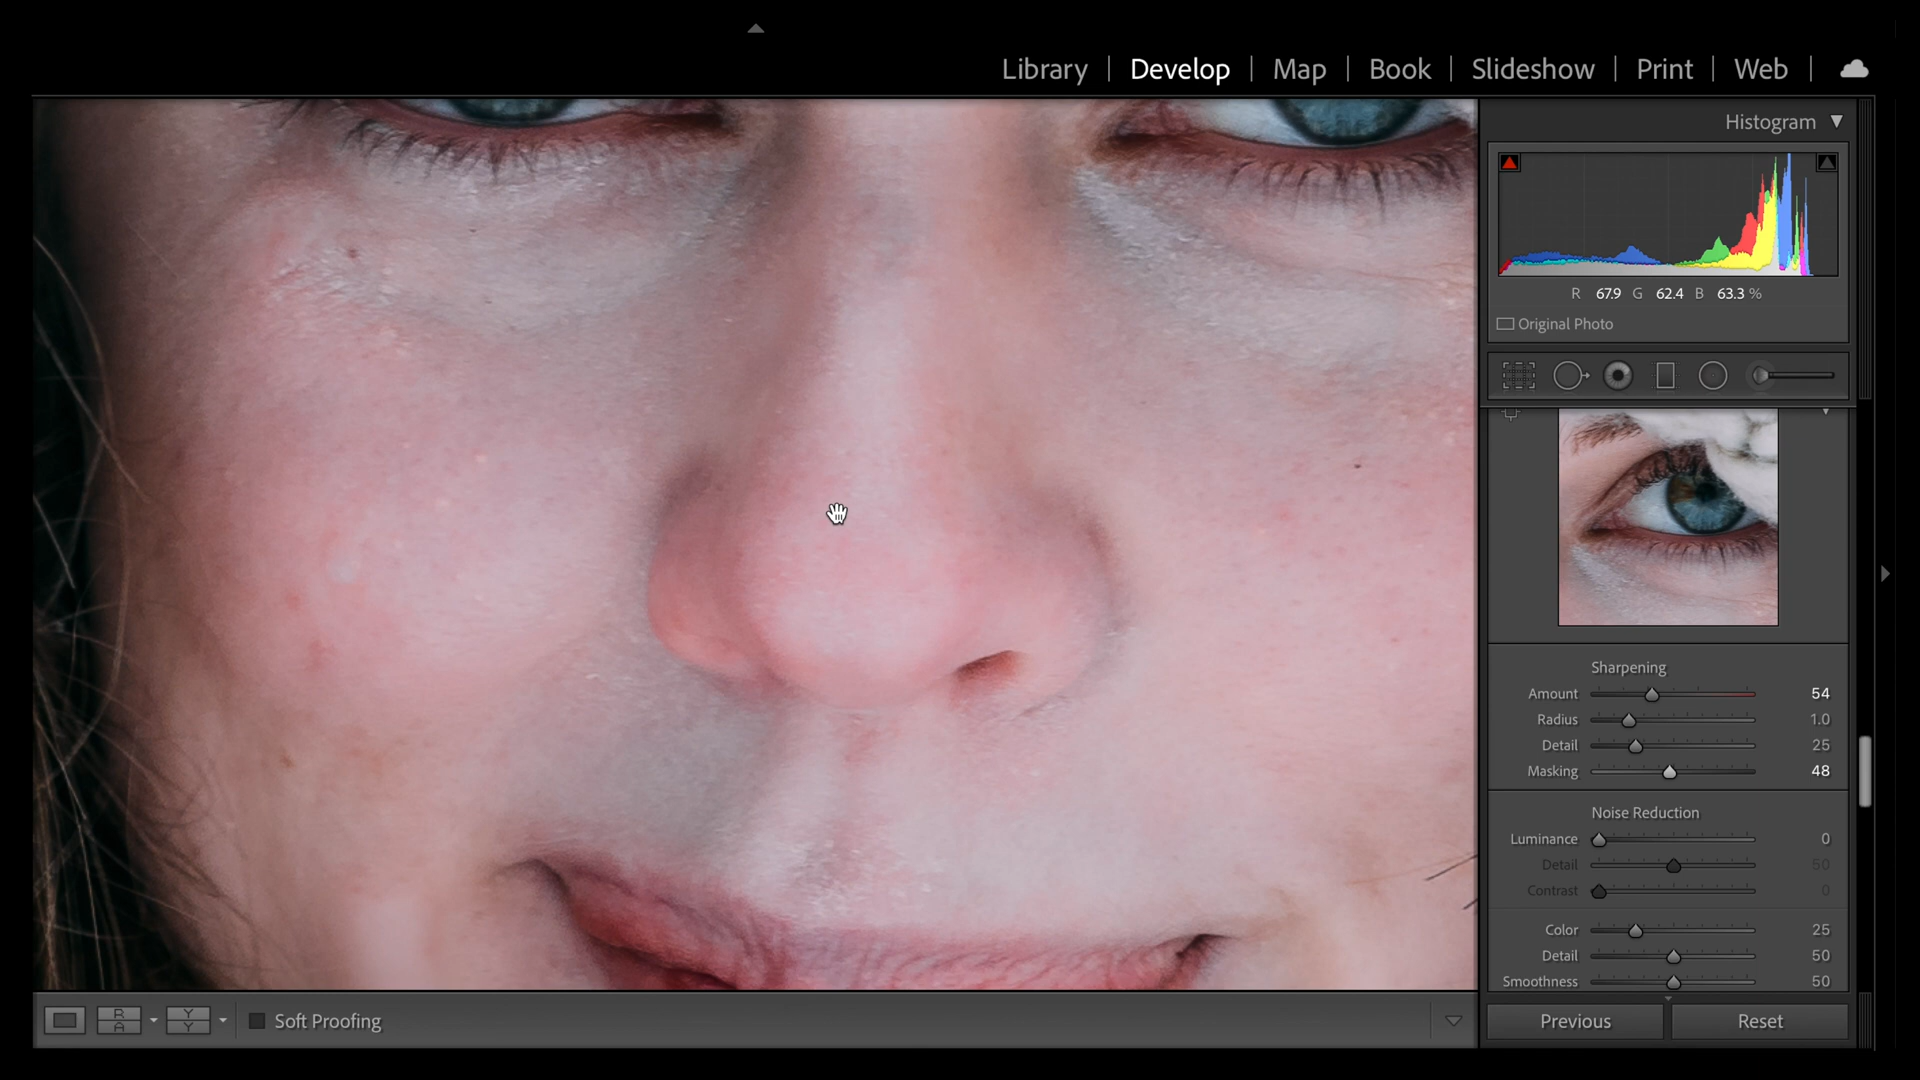 Library | Develop | Map | Book | Slideshow | Print | Web |
Histogram
R 67.9 G 62.4 B 63.3 %
Original Photo
Sharpening
Amount 54
Radius 1.0
Detail 25
Masking 48
Noise Reduction
Luminance 0
Detail 50
Contrast 0
Color 25
Detail 50
Smoothness 50
R A Y Y Soft Proofing
Previous Reset